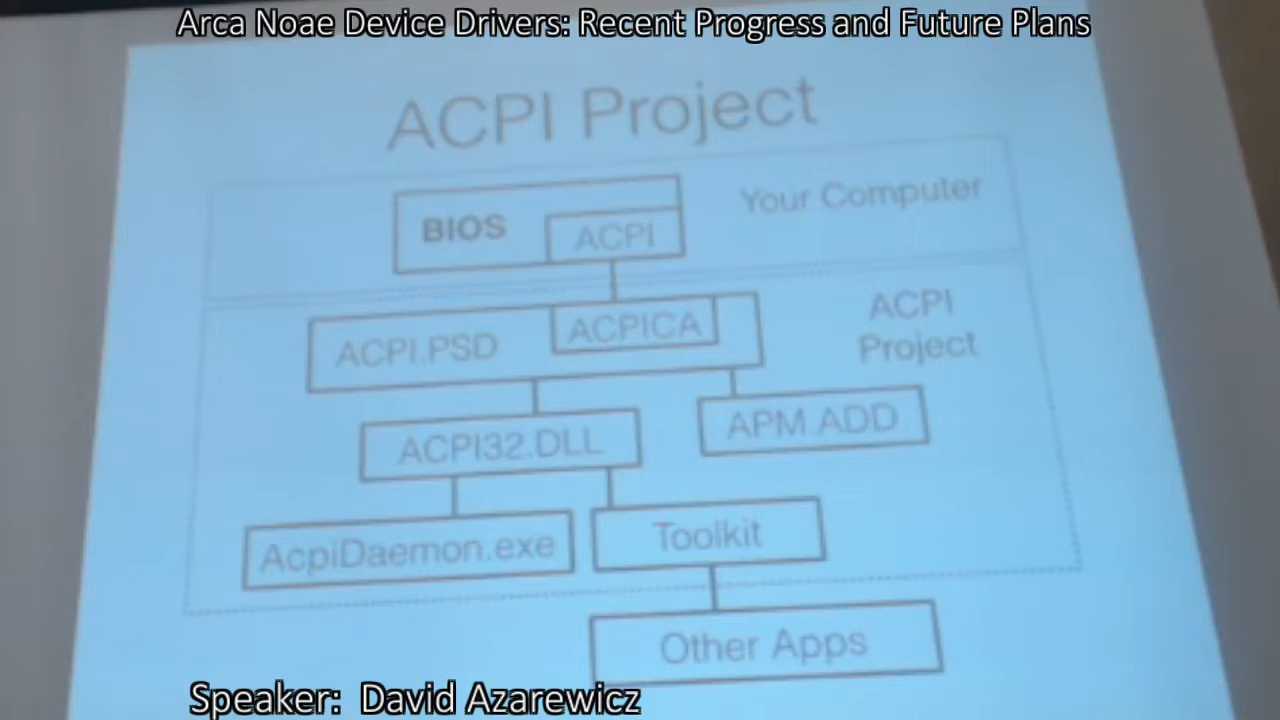 Arca Noae Device Drivers: Recent Progress and Future Plans
ACPI Project
Your Computer
BIOS
ACPI
ACPI
Project
ACPI.PSD
ACPICA
ACPI32.DLL
APM.ADD
AcpiDaemon.exe
Toolkit
Other Apps
Speaker: David Azarewicz